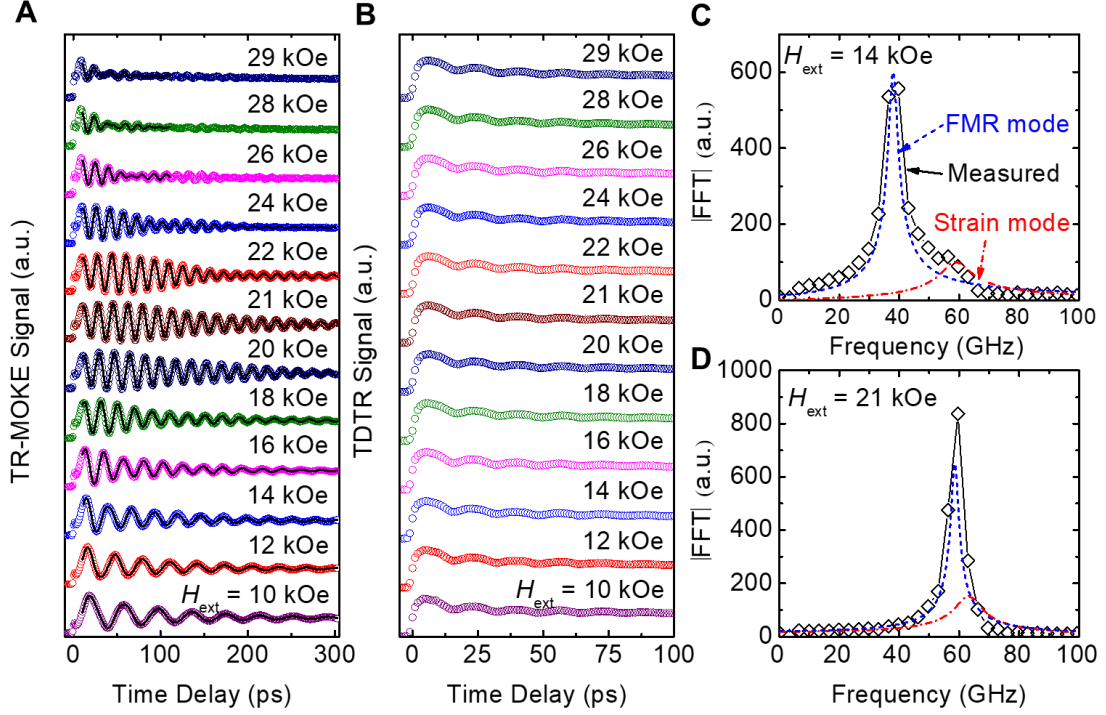 A
TR-MOKE Signal (a.u.)
29 kOe
28 kOe
26 kOe
24 kOe
22 kOe
21 kOe
20 kOe
18 kOe
16 kOe
14 kOe
12 kOe
Hext = 10 kOe
0 100 200 300
Time Delay (ps)
B
TDTR Signal (a.u.)
29 kOe
28 kOe
26 kOe
24 kOe
22 kOe
21 kOe
20 kOe
18 kOe
16 kOe
14 kOe
12 kOe
Hext = 10 kOe
0 25 50 75 100
Time Delay (ps)
C
|FFT| (a.u.)
600
400
200
0
Hext = 14 kOe
FMR mode
Measured
Strain mode
0 20 40 60 80 100
Frequency (GHz)
D
|FFT| (a.u.)
1000
800
600
400
200
0
Hext = 21 kOe
0 20 40 60 80 100
Frequency (GHz)